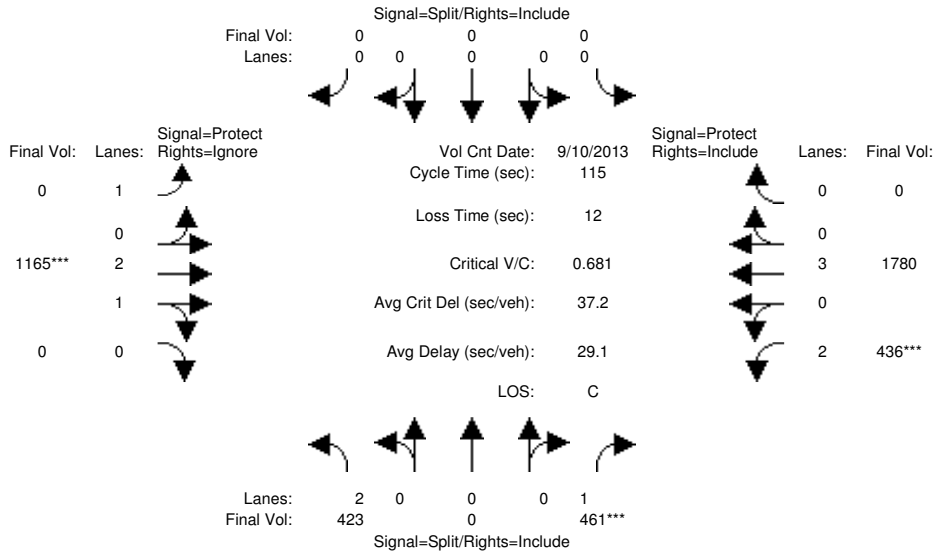 Signal=Split/Rights=Include
Final Vol: 0 0 0
Lanes: 0 0 0 0 0
Signal=Protect Signal=Protect
Final Vol: Lanes: Rights=Ignore Vol Cnt Date: 9/10/2013 Rights=Include Lanes: Final Vol:
Cycle Time (sec): 115
0 1 0 0
Loss Time (sec): 12
0 0
1165*** 2 Critical V/C: 0.681 3 1780
1 Avg Crit Del (sec/veh): 37.2 0
0 0 Avg Delay (sec/veh): 29.1 2 436***
LOS: C
Lanes: 2 0 0 0 1
Final Vol: 423 0 461***
Signal=Split/Rights=Include